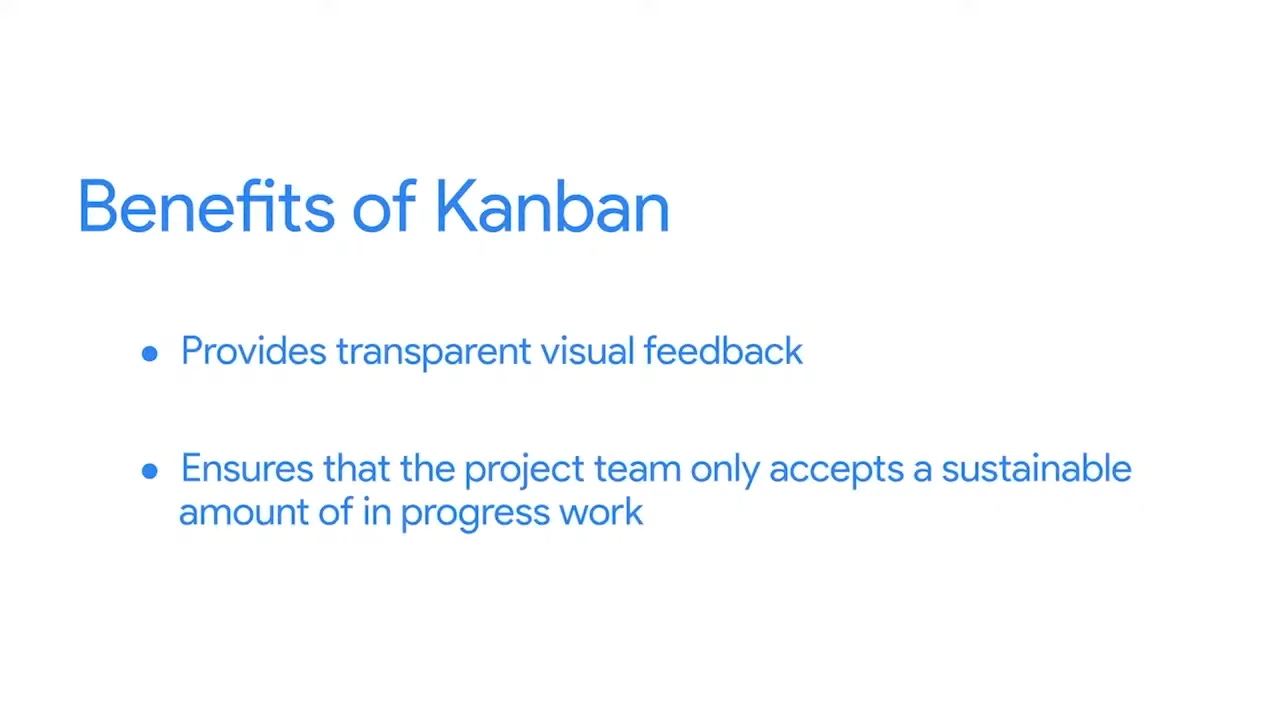 Benefits of Kanban
● Provides transparent visual feedback
● Ensures that the project team only accepts a sustainable
amount of in progress work